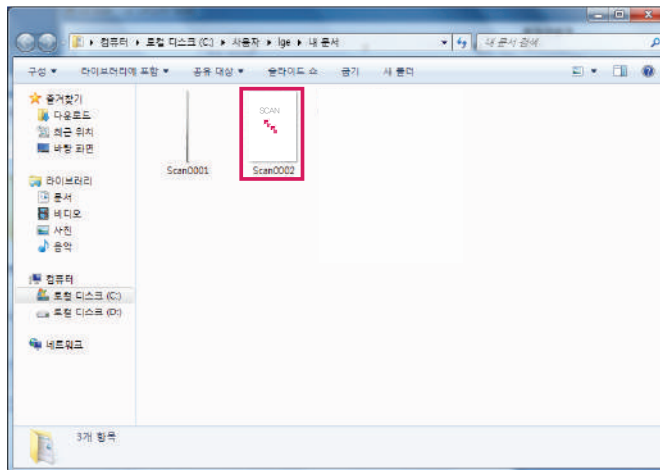 컴퓨터 ▸ 로컬 디스크 (C:) ▸ 사용자 ▸ lge ▸ 내 문서
내 문서 검색
구성 ▼ 라이브러리에 포함 ▼ 공유 대상 ▼ 슬라이드 쇼 굽기 새 폴더
즐겨찾기
다운로드
최근 위치
바탕 화면
라이브러리
문서
비디오
사진
음악
컴퓨터
로컬 디스크 (C:)
로컬 디스크 (D:)
네트워크
SCAN
Scan0001
Scan0002
3개 항목